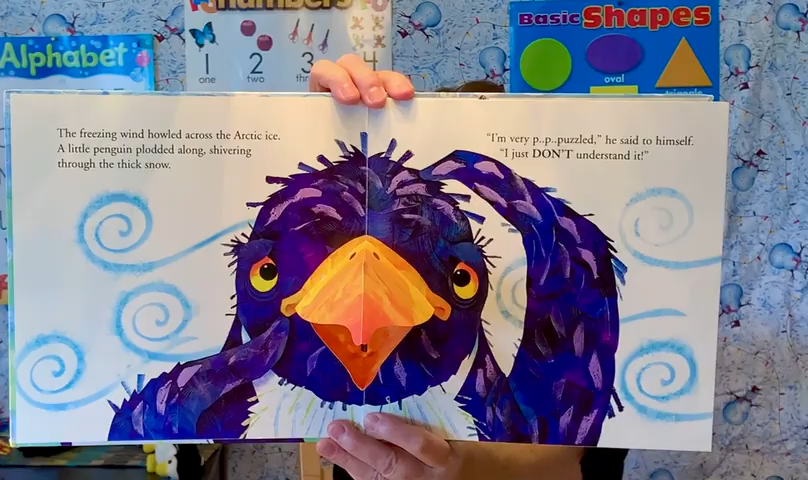 Alphabet
numbers
1 2 3 4
one two
Basic Shapes
oval
triangle
The freezing wind howled across the Arctic ice.
A little penguin plodded along, shivering
through the thick snow.
“I’m very p..p..puzzled,” he said to himself.
“I just DON’T understand it!”